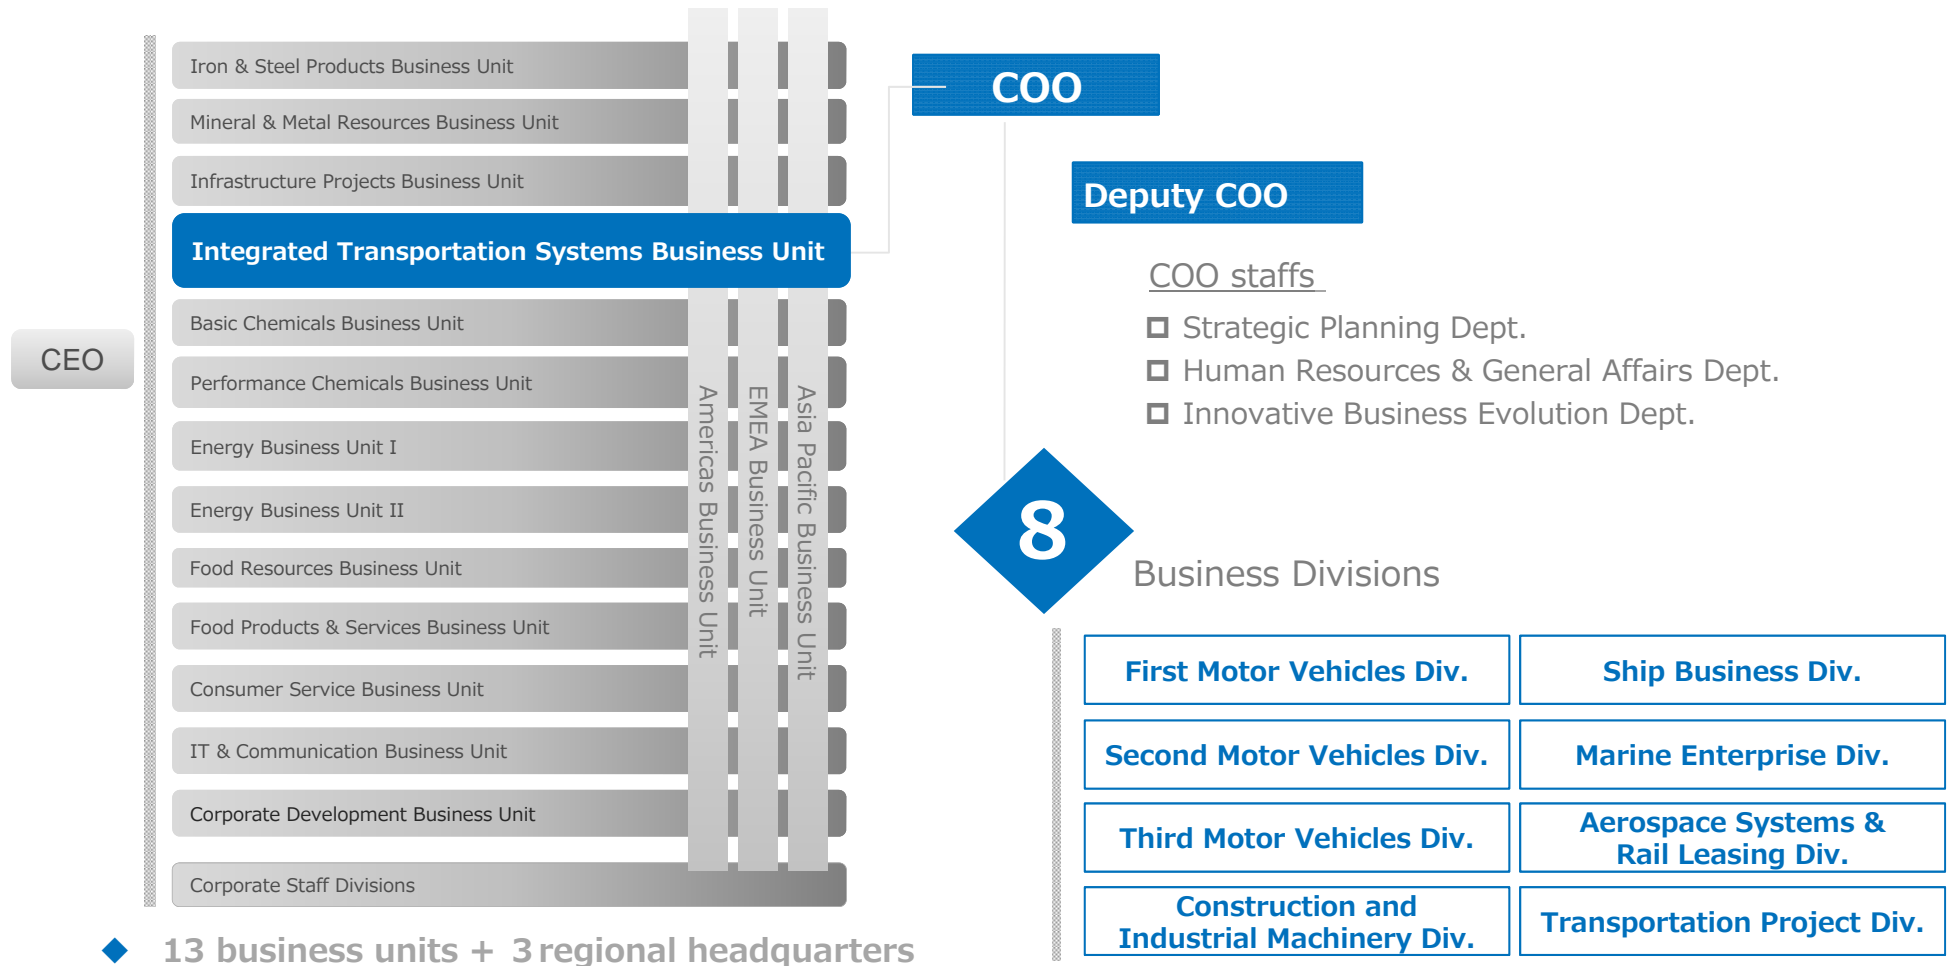 CEO
Iron & Steel Products Business Unit
Mineral & Metal Resources Business Unit
Infrastructure Projects Business Unit
Integrated Transportation Systems Business Unit
Basic Chemicals Business Unit
Performance Chemicals Business Unit
Energy Business Unit I
Energy Business Unit II
Food Resources Business Unit
Food Products & Services Business Unit
Consumer Service Business Unit
IT & Communication Business Unit
Corporate Development Business Unit
Corporate Staff Divisions
Americas Business Unit
EMEA Business Unit
Asia Pacific Business Unit
13 business units + 3 regional headquarters
COO
Deputy COO
COO staffs
Strategic Planning Dept.
Human Resources & General Affairs Dept.
Innovative Business Evolution Dept.
8
Business Divisions
First Motor Vehicles Div.
Ship Business Div.
Second Motor Vehicles Div.
Marine Enterprise Div.
Third Motor Vehicles Div.
Aerospace Systems &
Rail Leasing Div.
Construction and
Industrial Machinery Div.
Transportation Project Div.